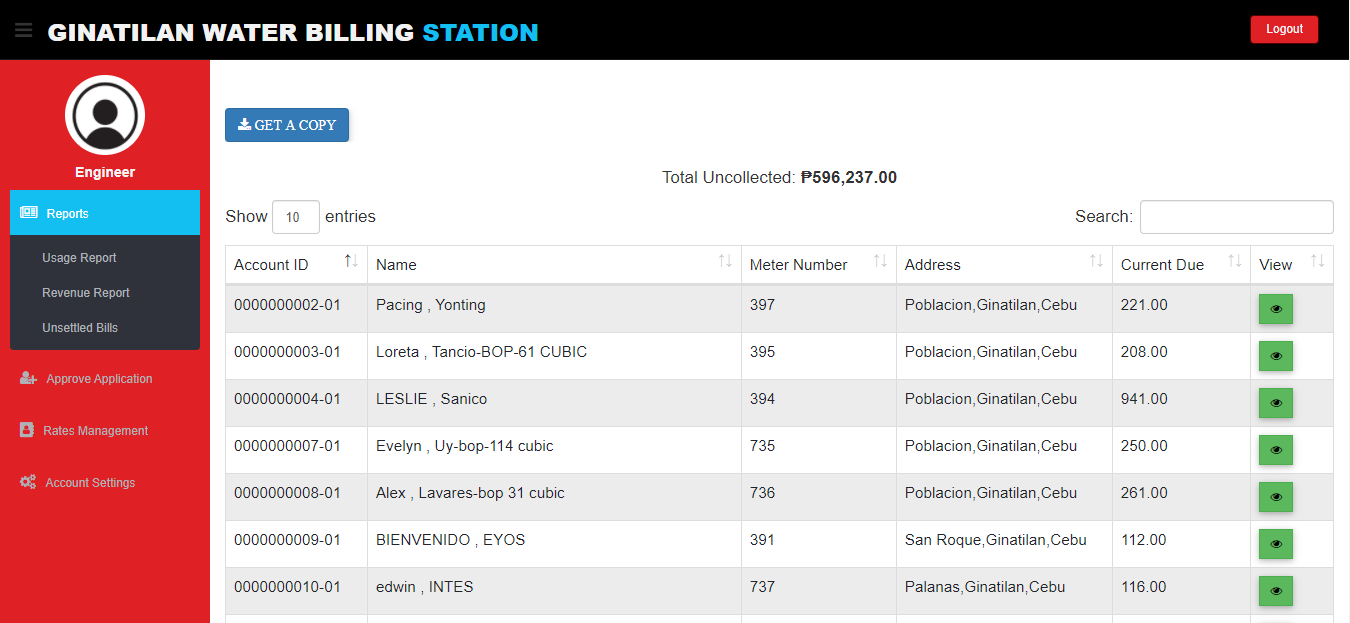 GINATILAN WATER BILLING STATION
Logout
Engineer
Reports
Usage Report
Revenue Report
Unsettled Bills
Approve Application
Rates Management
Account Settings
GET A COPY
Total Uncollected: ₱596,237.00
Show 10 entries
Search:
Account ID Name Meter Number Address Current Due View
0000000002-01 Pacing , Yonting 397 Poblacion,Ginatilan,Cebu 221.00
0000000003-01 Loreta , Tancio-BOP-61 CUBIC 395 Poblacion,Ginatilan,Cebu 208.00
0000000004-01 LESLIE , Sanico 394 Poblacion,Ginatilan,Cebu 941.00
0000000007-01 Evelyn , Uy-bop-114 cubic 735 Poblacion,Ginatilan,Cebu 250.00
0000000008-01 Alex , Lavares-bop 31 cubic 736 Poblacion,Ginatilan,Cebu 261.00
0000000009-01 BIENVENIDO , EYOS 391 San Roque,Ginatilan,Cebu 112.00
0000000010-01 edwin , INTES 737 Palanas,Ginatilan,Cebu 116.00